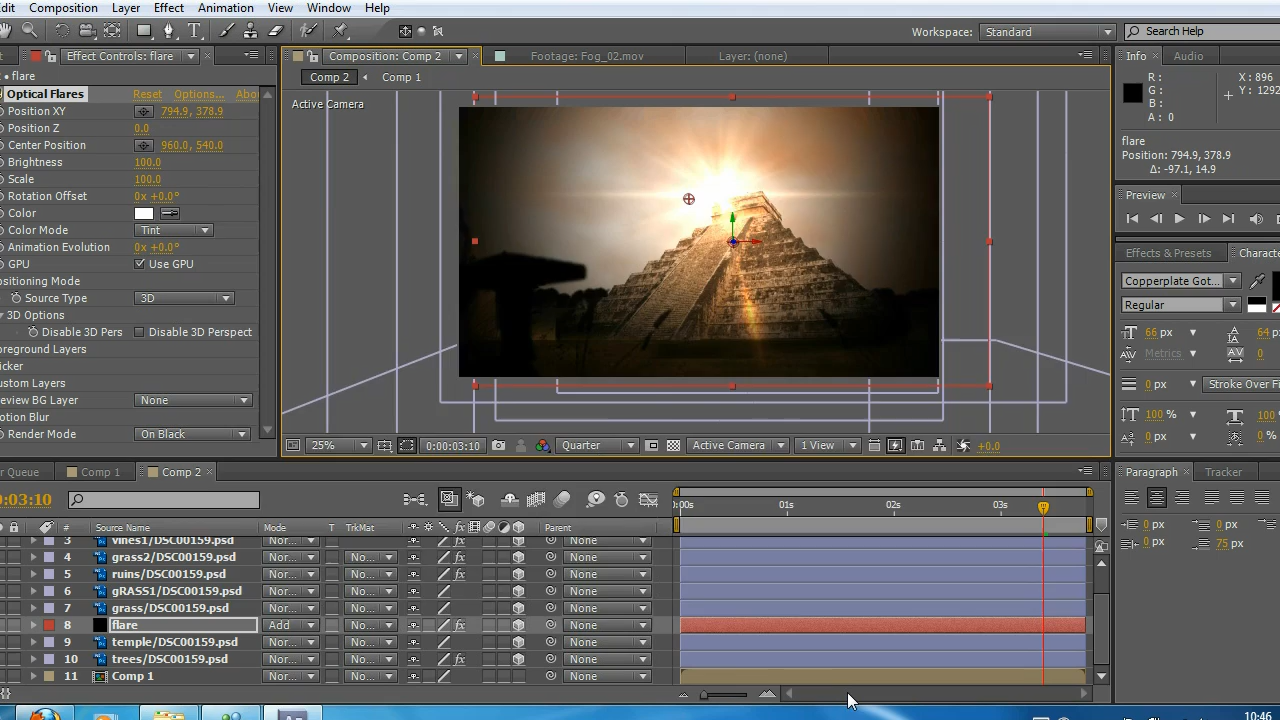 Edit Composition Layer Effect Animation View Window Help
Workspace: Standard Search Help
Effect Controls: flare
Composition: Comp 2
Footage: Fog_02.mov
Layer: (none)
Info Audio
• flare
Comp 2 Comp 1
Active Camera
R:
G:
B:
A: 0
X: 896
Y: 1292
flare
Position: 794.9, 378.9
Δ: -97.1, 14.9
Optical Flares Reset Options... Abo
Position XY 794.9, 378.9
Position Z 0.0
Center Position 960.0, 540.0
Brightness 100.0
Scale 100.0
Rotation Offset 0x +0.0°
Color
Color Mode Tint
Animation Evolution 0x +0.0°
GPU Use GPU
ositioning Mode
Source Type 3D
3D Options
Disable 3D Pers Disable 3D Perspect
oreground Layers
icker
ustom Layers
review BG Layer None
otion Blur
Render Mode On Black
Preview
Effects & Presets Characte
Copperplate Got...
Regular
66 px 64 px
Metrics 0
0 px Stroke Over Fi
100 % 100
0 px 0 %
25% 0:00:03:10 Quarter Active Camera 1 View +0.0
r Queue Comp 1 Comp 2
Paragraph Tracker
0:03:10
:00s 01s 02s 03s
# Source Name Mode T TrkMat Parent
3 vines1/DSC00159.psd Nor... None
4 grass2/DSC00159.psd Nor... No... None
5 ruins/DSC00159.psd Nor... No... None
6 gRASS1/DSC00159.psd Nor... No... None
7 grass/DSC00159.psd Nor... No... None
8 flare Add No... None
9 temple/DSC00159.psd Nor... No... None
10 trees/DSC00159.psd Nor... No... None
11 Comp 1 Nor... No... None
0 px 0 px
0 px 75 px
10:46